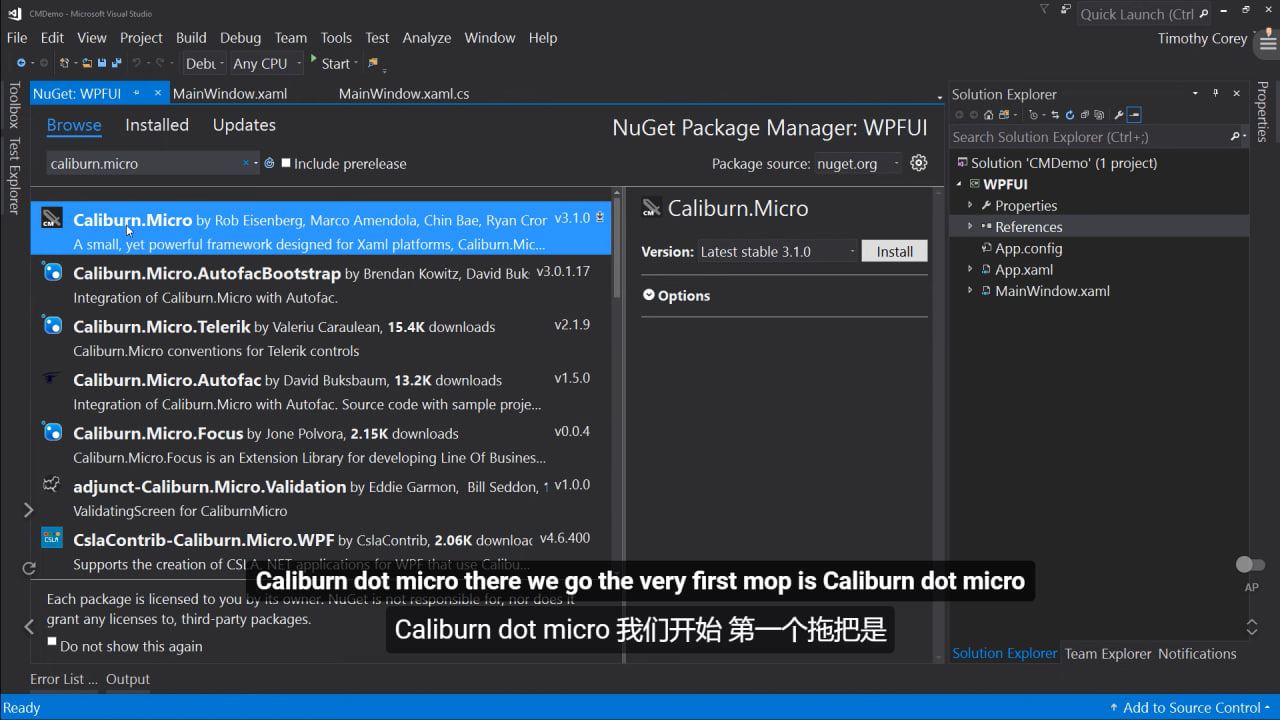 CMDemo - Microsoft Visual Studio
Quick Launch (Ctrl
File Edit View Project Build Debug Team Tools Test Analyze Window Help
Timothy Corey
Debu Any CPU Start
Toolbox
Test Explorer
NuGet: WPFUI
MainWindow.xaml
MainWindow.xaml.cs
Browse Installed Updates
NuGet Package Manager: WPFUI
caliburn.micro
Include prerelease
Package source: nuget.org
Caliburn.Micro by Rob Eisenberg, Marco Amendola, Chin Bae, Ryan Cror v3.1.0
A small, yet powerful framework designed for Xaml platforms, Caliburn.Mic...
Caliburn.Micro.AutofacBootstrap by Brendan Kowitz, David Buks v3.0.1.17
Integration of Caliburn.Micro with Autofac.
Caliburn.Micro.Telerik by Valeriu Caraulean, 15.4K downloads v2.1.9
Caliburn.Micro conventions for Telerik controls
Caliburn.Micro.Autofac by David Buksbaum, 13.2K downloads v1.5.0
Integration of Caliburn.Micro with Autofac. Source code with sample proje...
Caliburn.Micro.Focus by Jone Polvora, 2.15K downloads v0.0.4
Caliburn.Micro.Focus is an Extension Library for developing Line Of Business...
adjunct-Caliburn.Micro.Validation by Eddie Garmon, Bill Seddon, v1.0.0
ValidatingScreen for CaliburnMicro
CslaContrib-Caliburn.Micro.WPF by CslaContrib, 2.06K downloac v4.6.400
Supports the creation of CSLA .NET applications for WPF that use Calibu...
Each package is licensed to you by its owner. NuGet is not responsible for, nor does it
grant any licenses to, third-party packages.
Do not show this again
Caliburn.Micro
Version: Latest stable 3.1.0 Install
Options
Solution Explorer
Search Solution Explorer (Ctrl+;)
Solution 'CMDemo' (1 project)
WPFUI
Properties
References
App.config
App.xaml
MainWindow.xaml
Properties
AP
Caliburn dot micro there we go the very first mop is Caliburn dot micro
Caliburn dot micro 我们开始 第一个拖把是
Solution Explorer Team Explorer Notifications
Error List ... Output
Ready
Add to Source Control